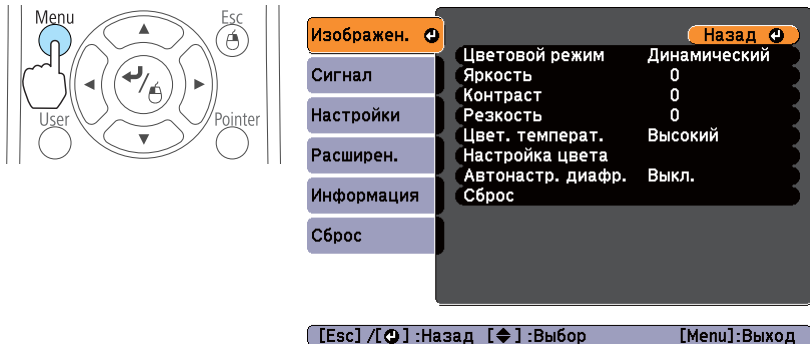 Menu
Esc
User
Pointer
Изображен.
Сигнал
Настройки
Расширен.
Информация
Сброс
Назад
Цветовой режим Динамический
Яркость 0
Контраст 0
Резкость 0
Цвет. температ. Высокий
Настройка цвета
Автонастр. диафр. Выкл.
Сброс
[Esc] /[ ] :Назад [ ] :Выбор [Menu]:Выход